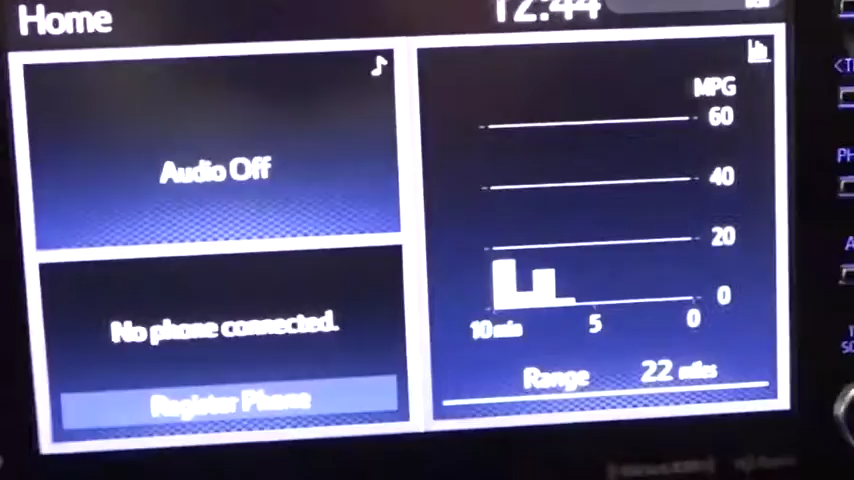 Home
12:44
Audio Off
No phone connected.
Register Phone
MPG
60
40
20
0
10 min
5
0
Range 22 miles